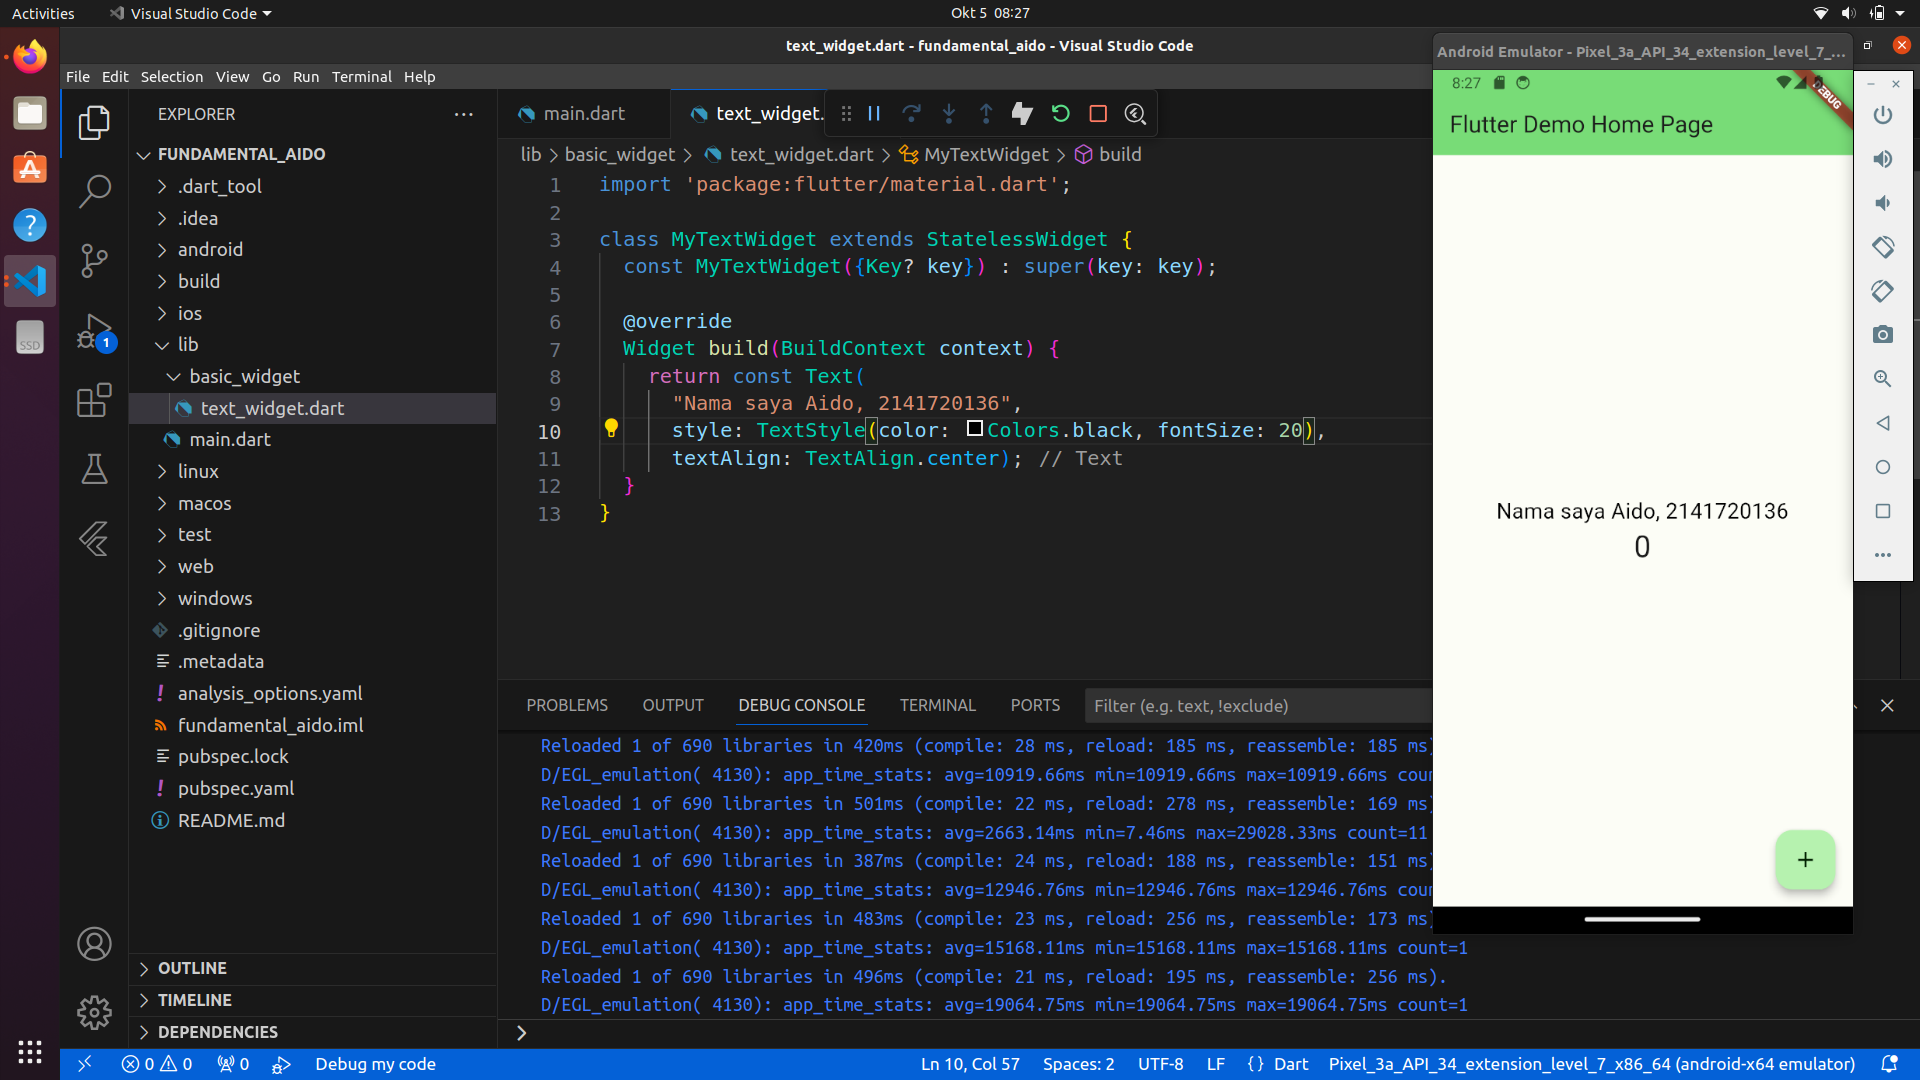 Activities
Visual Studio Code
Okt 5 08:27
text_widget.dart - fundamental_aido - Visual Studio Code
File Edit Selection View Go Run Terminal Help
EXPLORER
FUNDAMENTAL_AIDO
.dart_tool
.idea
android
build
ios
lib
basic_widget
text_widget.dart
main.dart
linux
macos
test
web
windows
.gitignore
.metadata
analysis_options.yaml
fundamental_aido.iml
pubspec.lock
pubspec.yaml
README.md
OUTLINE
TIMELINE
DEPENDENCIES
SSD
1
main.dart
text_widget.
lib > basic_widget > text_widget.dart > MyTextWidget > build
1 import 'package:flutter/material.dart';
2
3 class MyTextWidget extends StatelessWidget {
4 const MyTextWidget({Key? key}) : super(key: key);
5
6 @override
7 Widget build(BuildContext context) {
8 return const Text(
9 "Nama saya Aido, 2141720136",
10 style: TextStyle(color: Colors.black, fontSize: 20),
11 textAlign: TextAlign.center); // Text
12 }
13 }
PROBLEMS OUTPUT DEBUG CONSOLE TERMINAL PORTS Filter (e.g. text, !exclude)
Reloaded 1 of 690 libraries in 420ms (compile: 28 ms, reload: 185 ms, reassemble: 185 ms)
D/EGL_emulation( 4130): app_time_stats: avg=10919.66ms min=10919.66ms max=10919.66ms cou
Reloaded 1 of 690 libraries in 501ms (compile: 22 ms, reload: 278 ms, reassemble: 169 ms)
D/EGL_emulation( 4130): app_time_stats: avg=2663.14ms min=7.46ms max=29028.33ms count=11
Reloaded 1 of 690 libraries in 387ms (compile: 24 ms, reload: 188 ms, reassemble: 151 ms)
D/EGL_emulation( 4130): app_time_stats: avg=12946.76ms min=12946.76ms max=12946.76ms cou
Reloaded 1 of 690 libraries in 483ms (compile: 23 ms, reload: 256 ms, reassemble: 173 ms)
D/EGL_emulation( 4130): app_time_stats: avg=15168.11ms min=15168.11ms max=15168.11ms count=1
Reloaded 1 of 690 libraries in 496ms (compile: 21 ms, reload: 195 ms, reassemble: 256 ms).
D/EGL_emulation( 4130): app_time_stats: avg=19064.75ms min=19064.75ms max=19064.75ms count=1
Android Emulator - Pixel_3a_API_34_extension_level_7_...
8:27
DEBUG
Flutter Demo Home Page
Nama saya Aido, 2141720136
0
+
0 0 0 Debug my code
Ln 10, Col 57 Spaces: 2 UTF-8 LF {} Dart Pixel_3a_API_34_extension_level_7_x86_64 (android-x64 emulator)